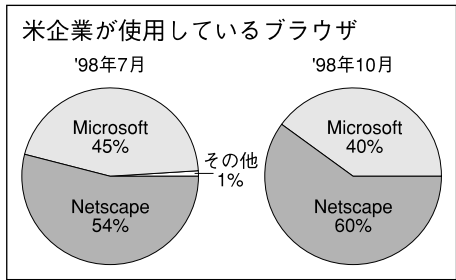 米企業が使用しているブラウザ
'98年7月
Microsoft
45%
その他
1%
Netscape
54%
'98年10月
Microsoft
40%
Netscape
60%